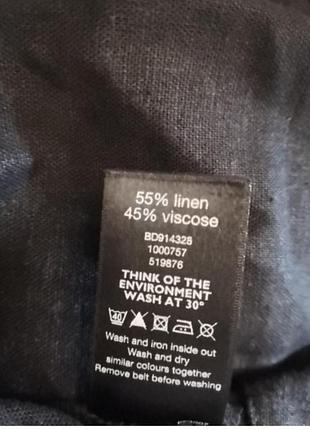 55% linen
45% viscose
BD914328
1000757
519876
THINK OF THE
ENVIRONMENT
WASH AT 30°
40
Wash and iron inside out
Wash and dry
similar colours together
Remove belt before washing